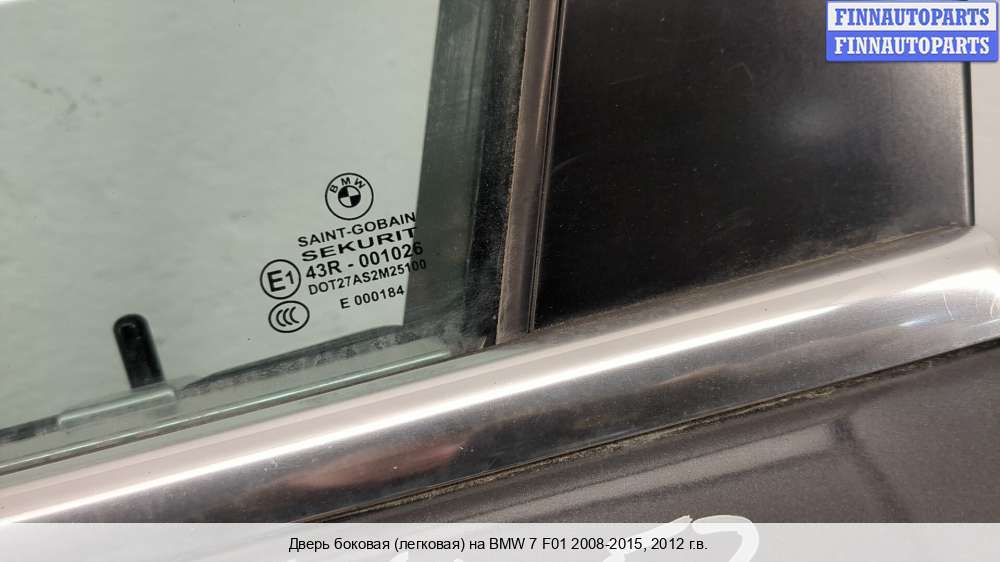 FINNAUTOPARTS
FINNAUTOPARTS
BMW
SAINT-GOBAIN
SEKURIT
E1
43R - 001026
DOT27AS2M25100
E 000184
CCC
Дверь боковая (легковая) на BMW 7 F01 2008-2015, 2012 г.в.